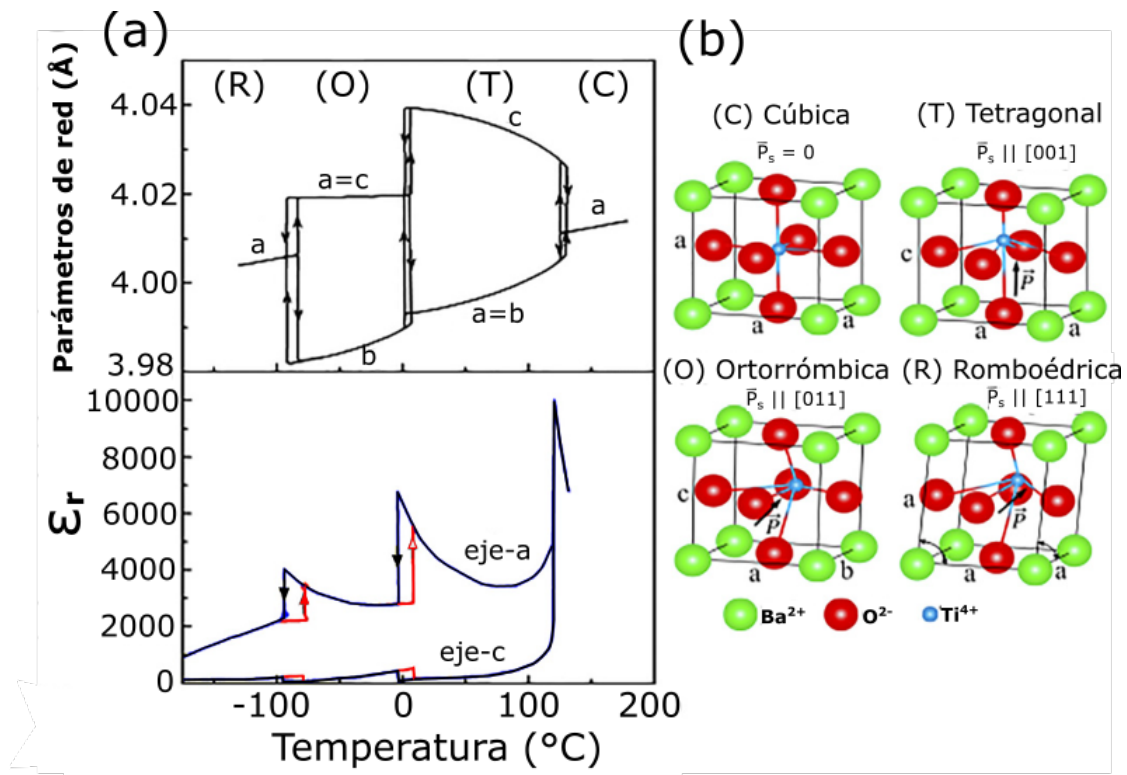 (a)
Parámetros de red (Å)
(R) (O) (T) (C)
4.04
4.02
4.00
3.98
a
a=c
b
c
a=b
a
εr
10000
8000
6000
4000
2000
0
eje-a
eje-c
-100 0 100 200
Temperatura (°C)
(b)
(C) Cúbica
P̅s = 0
a
a
a
(T) Tetragonal
P̅s || [001]
c
P⃗
a
a
(O) Ortorrómbica
P̅s || [011]
c
P⃗
a
b
(R) Romboédrica
P̅s || [111]
a
P⃗
a
a
Ba²⁺ O²⁻ Ti⁴⁺